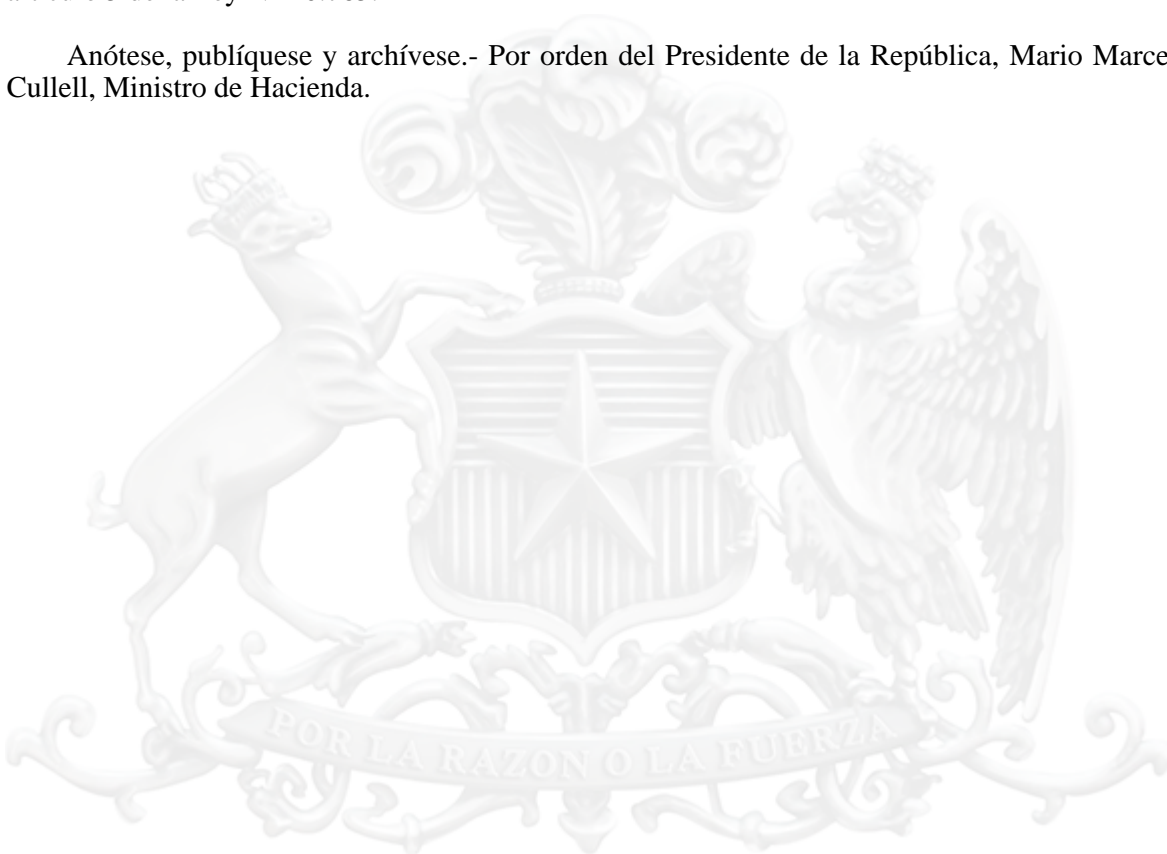 Anótese, publíquese y archívese.- Por orden del Presidente de la República, Mario Marcel
Cullell, Ministro de Hacienda.
POR LA RAZON O LA FUERZA